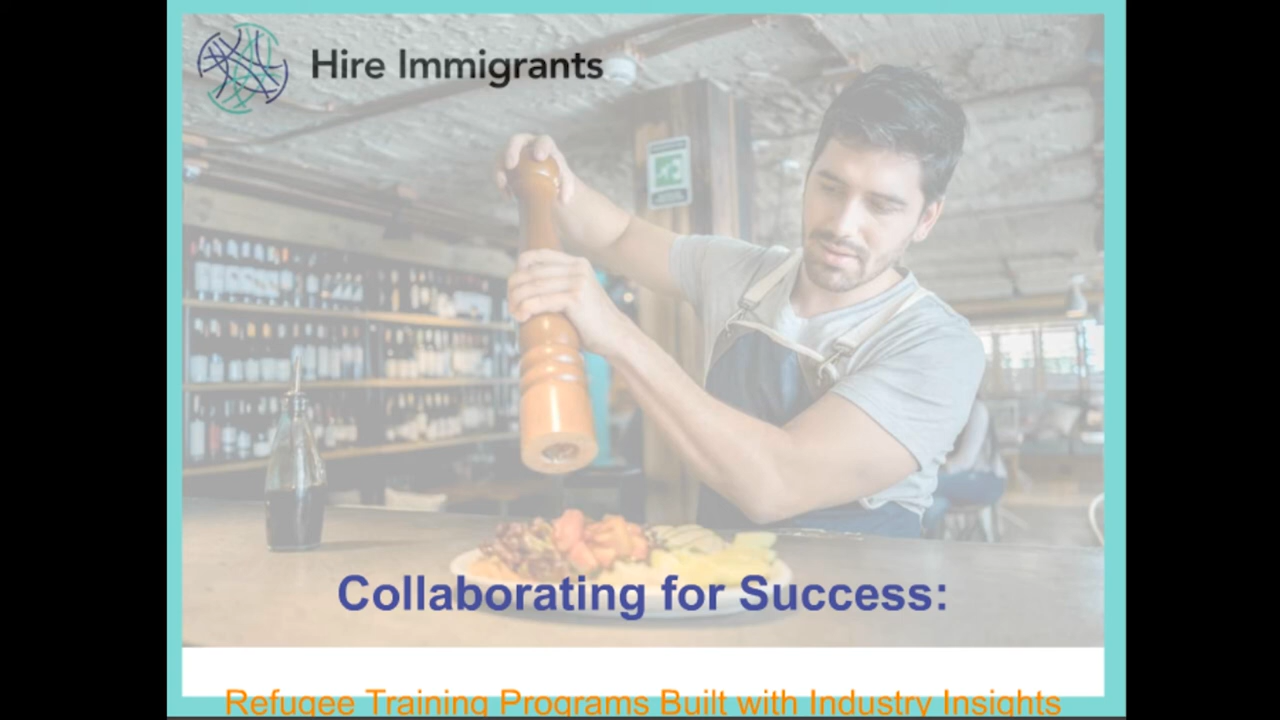 Hire Immigrants
Collaborating for Success:
Refugee Training Programs Built with Industry Insights